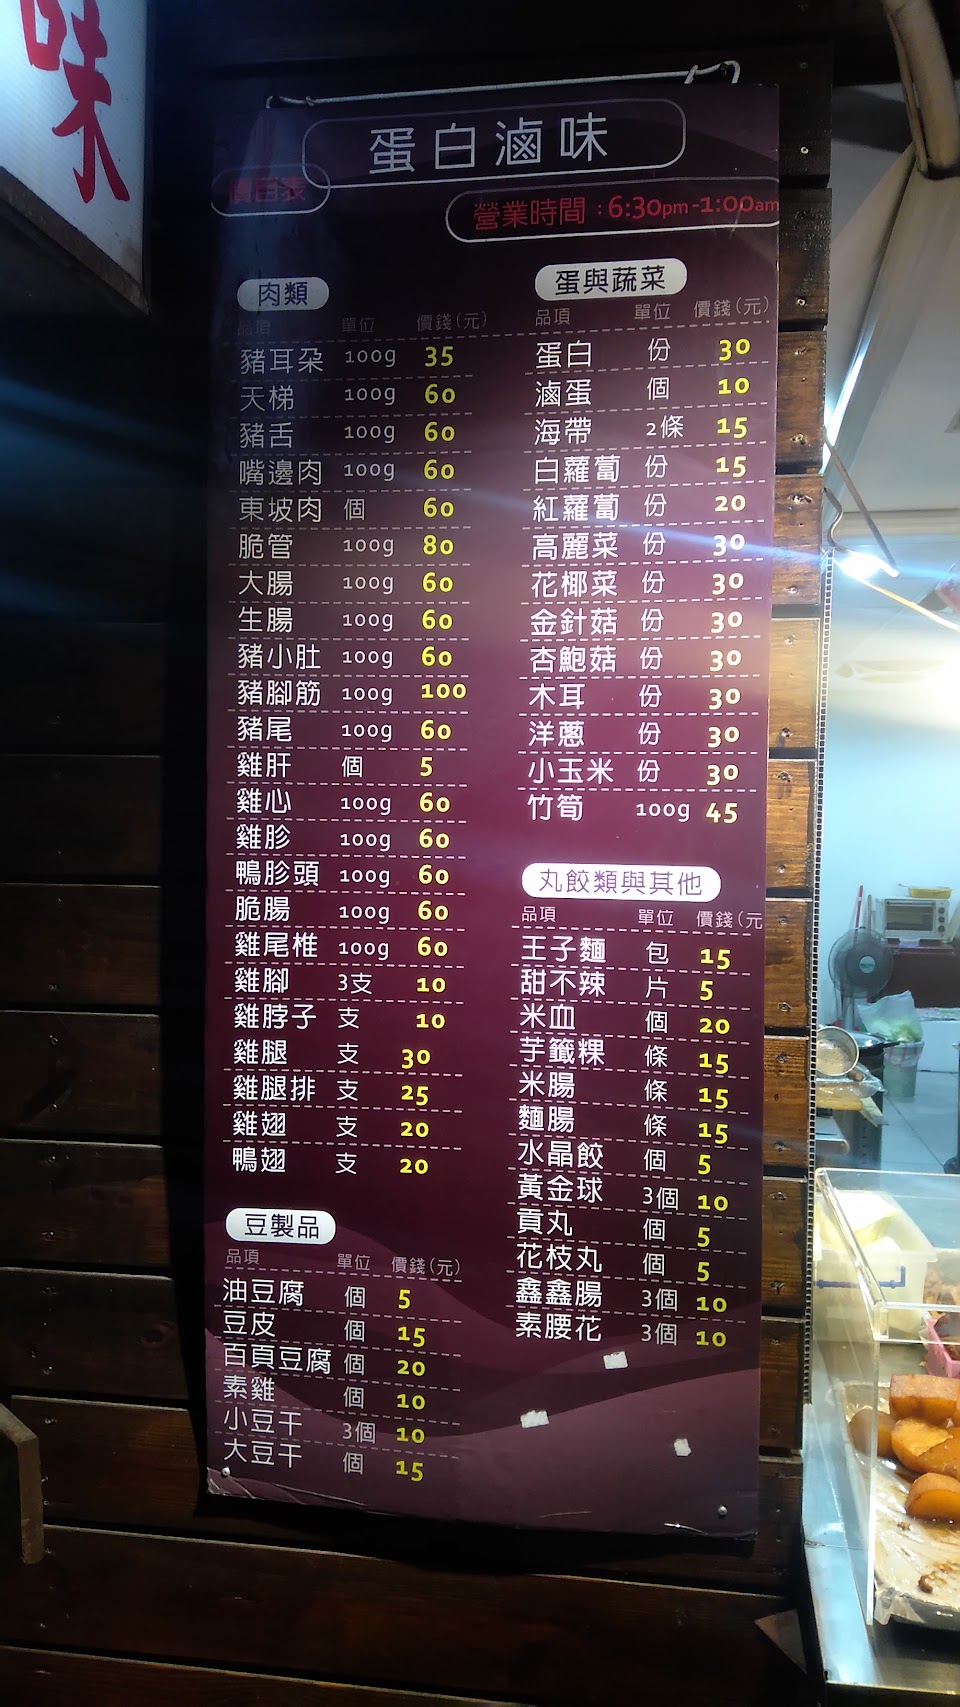 味
蛋白滷味
價目表
營業時間：6:30pm-1:00am
肉類
品項 單位 價錢(元)
豬耳朵 100g 35
天梯 100g 60
豬舌 100g 60
嘴邊肉 100g 60
東坡肉 個 60
脆管 100g 80
大腸 100g 60
生腸 100g 60
豬小肚 100g 60
豬腳筋 100g 100
豬尾 100g 60
雞肝 個 5
雞心 100g 60
雞胗 100g 60
鴨胗頭 100g 60
脆腸 100g 60
雞尾椎 100g 60
雞腳 3支 10
雞脖子 支 10
雞腿 支 30
雞腿排 支 25
雞翅 支 20
鴨翅 支 20
豆製品
品項 單位 價錢(元)
油豆腐 個 5
豆皮 個 15
百頁豆腐 個 20
素雞 個 10
小豆干 3個 10
大豆干 個 15
蛋與蔬菜
品項 單位 價錢(元)
蛋白 份 30
滷蛋 個 10
海帶 2條 15
白蘿蔔 份 15
紅蘿蔔 份 20
高麗菜 份 30
花椰菜 份 30
金針菇 份 30
杏鮑菇 份 30
木耳 份 30
洋蔥 份 30
小玉米 份 30
竹筍 100g 45
丸餃類與其他
品項 單位 價錢(元
王子麵 包 15
甜不辣 片 5
米血 個 20
芋籤粿 條 15
米腸 條 15
麵腸 條 15
水晶餃 個 5
黃金球 3個 10
貢丸 個 5
花枝丸 個 5
鑫鑫腸 3個 10
素腰花 3個 10